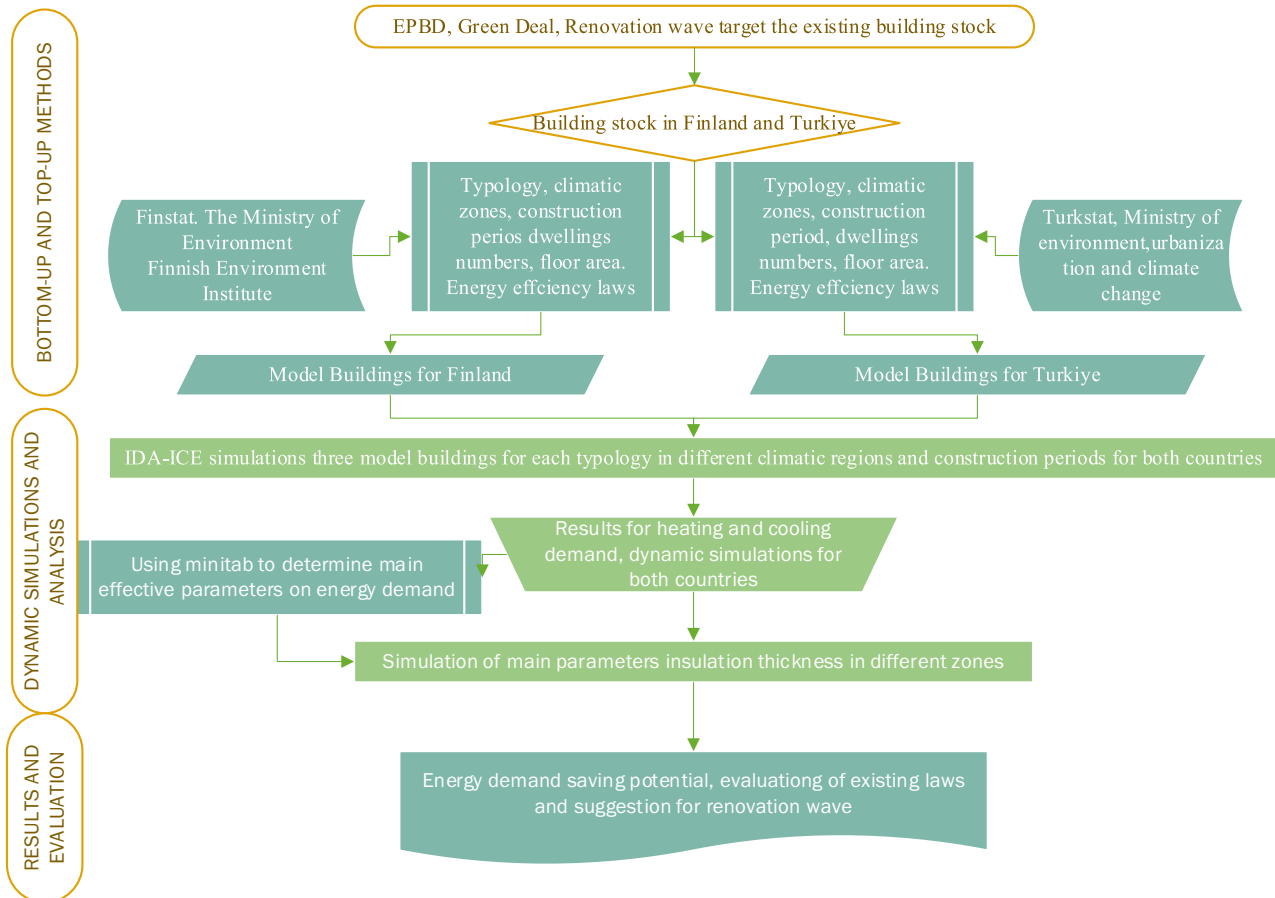 BOTTOM-UP AND TOP-UP METHODS
EPBD, Green Deal, Renovation wave target the existing building stock
Building stock in Finland and Turkiye
Finstat. The Ministry of
Environment
Finnish Environment
Institute
Typology, climatic
zones, construction
perios dwellings
numbers, floor area.
Energy effciency laws
Typology, climatic
zones, construction
period, dwellings
numbers, floor area.
Energy effciency laws
Turkstat, Ministry of
environment,urbaniza
tion and climate
change
Model Buildings for Finland
Model Buildings for Turkiye
DYNAMIC SIMULATIONS AND
ANALYSIS
IDA-ICE simulations three model buildings for each typology in different climatic regions and construction periods for both countries
Results for heating and cooling
demand, dynamic simulations for
both countries
Using minitab to determine main
effective parameters on energy demand
Simulation of main parameters insulation thickness in different zones
RESULTS AND
EVALUATION
Energy demand saving potential, evaluationg of existing laws
and suggestion for renovation wave